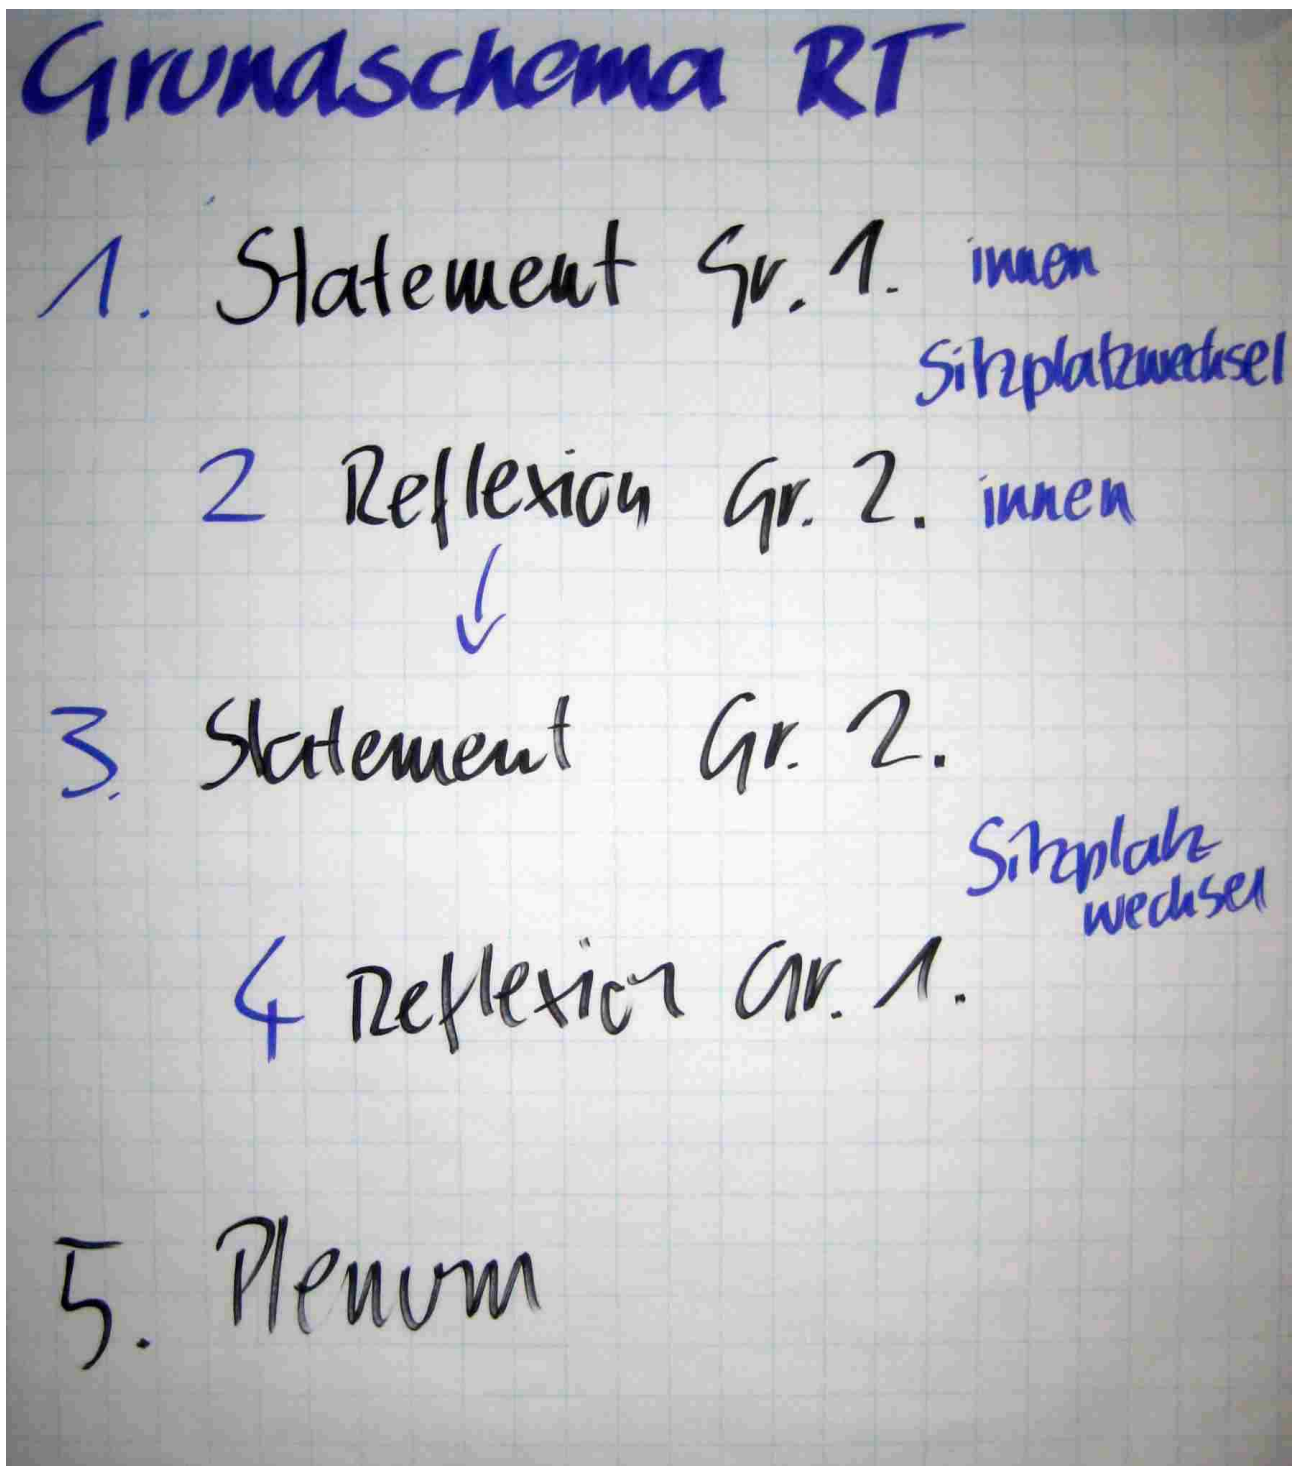 Grundschema RT
1. Statement Gr. 1. innen
Sitzplatzwechsel
2 Reflexion Gr. 2. innen
3. Statement Gr. 2.
Sitzplatz
wechsel
4 Reflexion Gr. 1.
5. Plenum